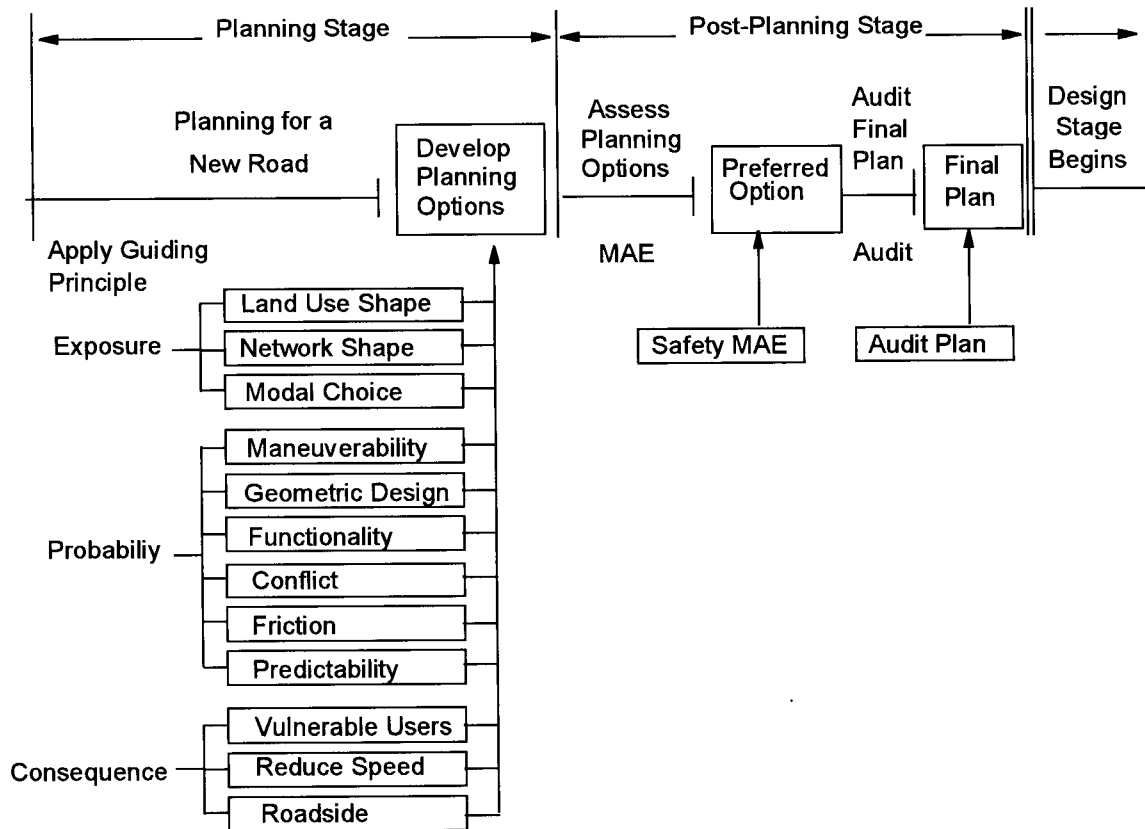 Planning Stage
Post-Planning Stage
Planning for a
New Road
Develop
Planning
Options
Assess
Planning
Options
Preferred
Option
Audit
Final
Plan
Final
Plan
Design
Stage
Begins
Apply Guiding
Principle
MAE
Audit
Safety MAE
Audit Plan
Exposure
Land Use Shape
Network Shape
Modal Choice
Probabiliy
Maneuverability
Geometric Design
Functionality
Conflict
Friction
Predictability
Consequence
Vulnerable Users
Reduce Speed
Roadside